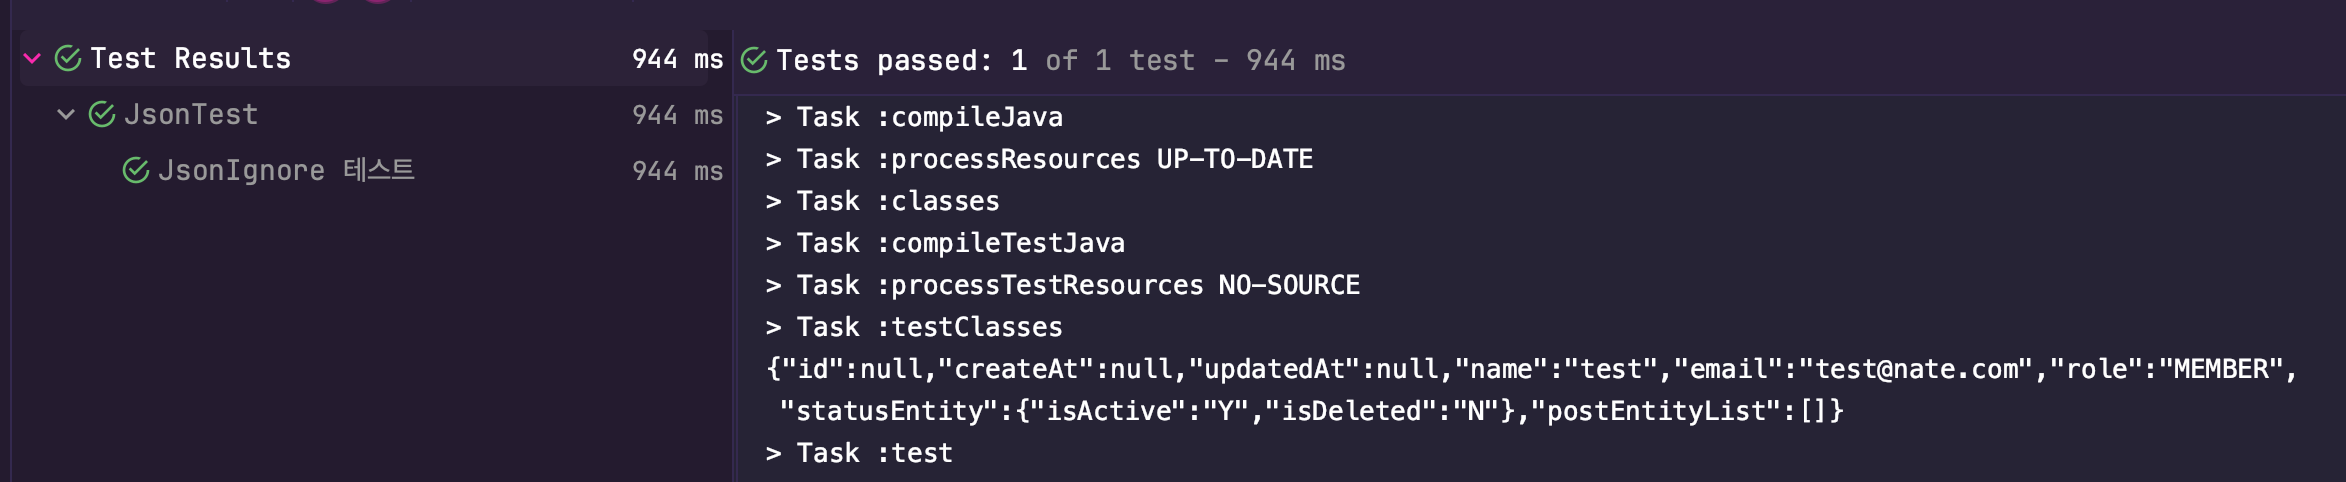 Test Results 944 ms
JsonTest 944 ms
JsonIgnore 테스트 944 ms
Tests passed: 1 of 1 test – 944 ms
> Task :compileJava
> Task :processResources UP-TO-DATE
> Task :classes
> Task :compileTestJava
> Task :processTestResources NO-SOURCE
> Task :testClasses
{"id":null,"createAt":null,"updatedAt":null,"name":"test","email":"test@nate.com","role":"MEMBER",
"statusEntity":{"isActive":"Y","isDeleted":"N"},"postEntityList":[]}
> Task :test